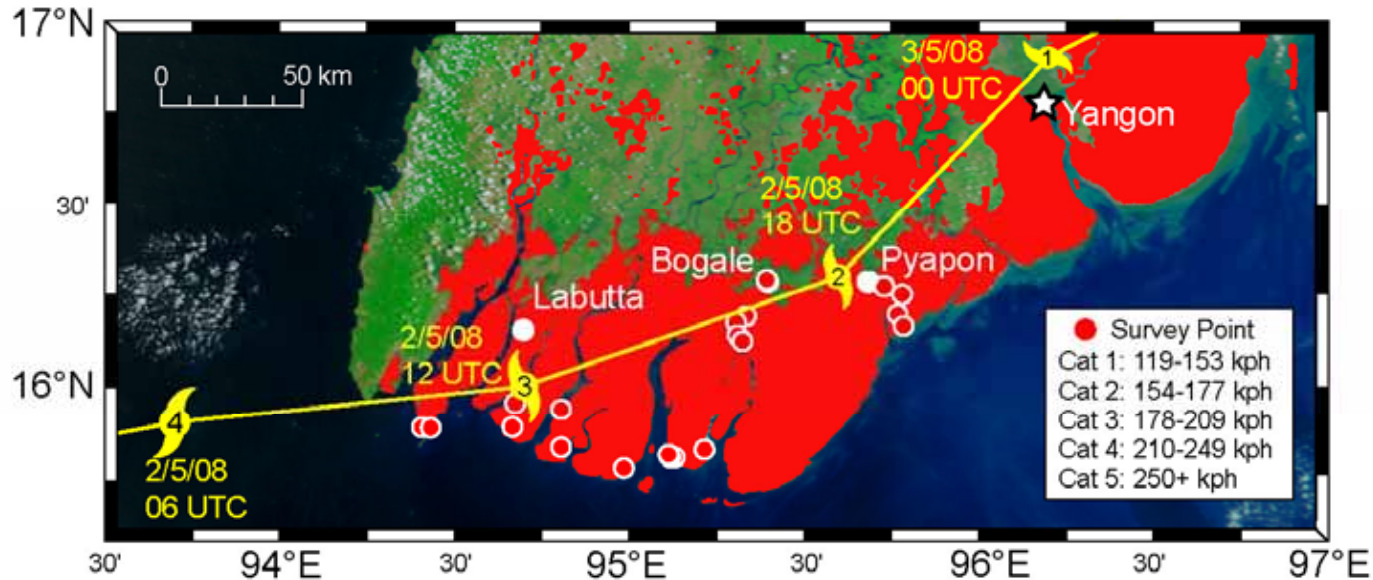 17°N
0 50 km
3/5/08
00 UTC
1
Yangon
30'
2/5/08
18 UTC
Bogale
2
Pyapon
Labutta
2/5/08
12 UTC
3
16°N
4
2/5/08
06 UTC
Survey Point
Cat 1: 119-153 kph
Cat 2: 154-177 kph
Cat 3: 178-209 kph
Cat 4: 210-249 kph
Cat 5: 250+ kph
30' 94°E 30' 95°E 30' 96°E 30' 97°E